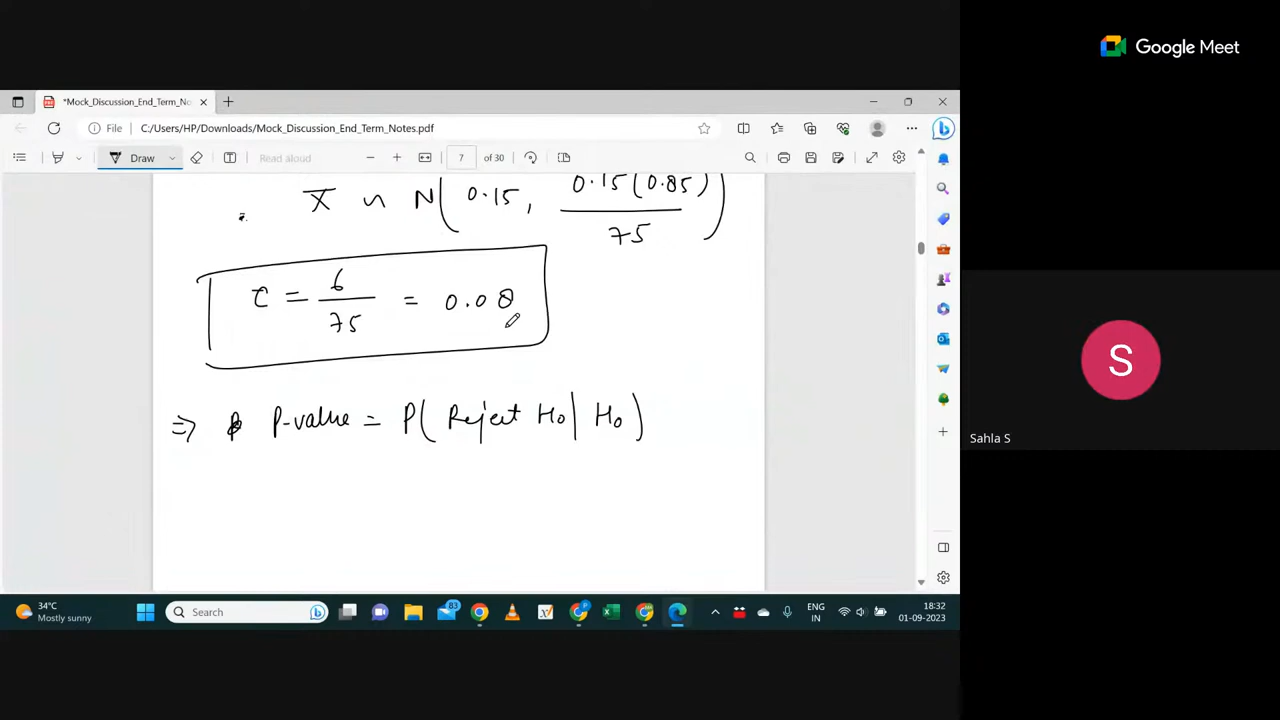 Google Meet
*Mock_Discussion_End_Term_No
File C:/Users/HP/Downloads/Mock_Discussion_End_Term_Notes.pdf
Draw Read aloud 7 of 30
X̄ ~ N(0.15, 0.15(0.85)/75)
C = 6/75 = 0.08
⇒ P-value = P(Reject H₀ | H₀)
S
Sahla S
34°C
Mostly sunny
Search
83
ENG
IN
18:32
01-09-2023